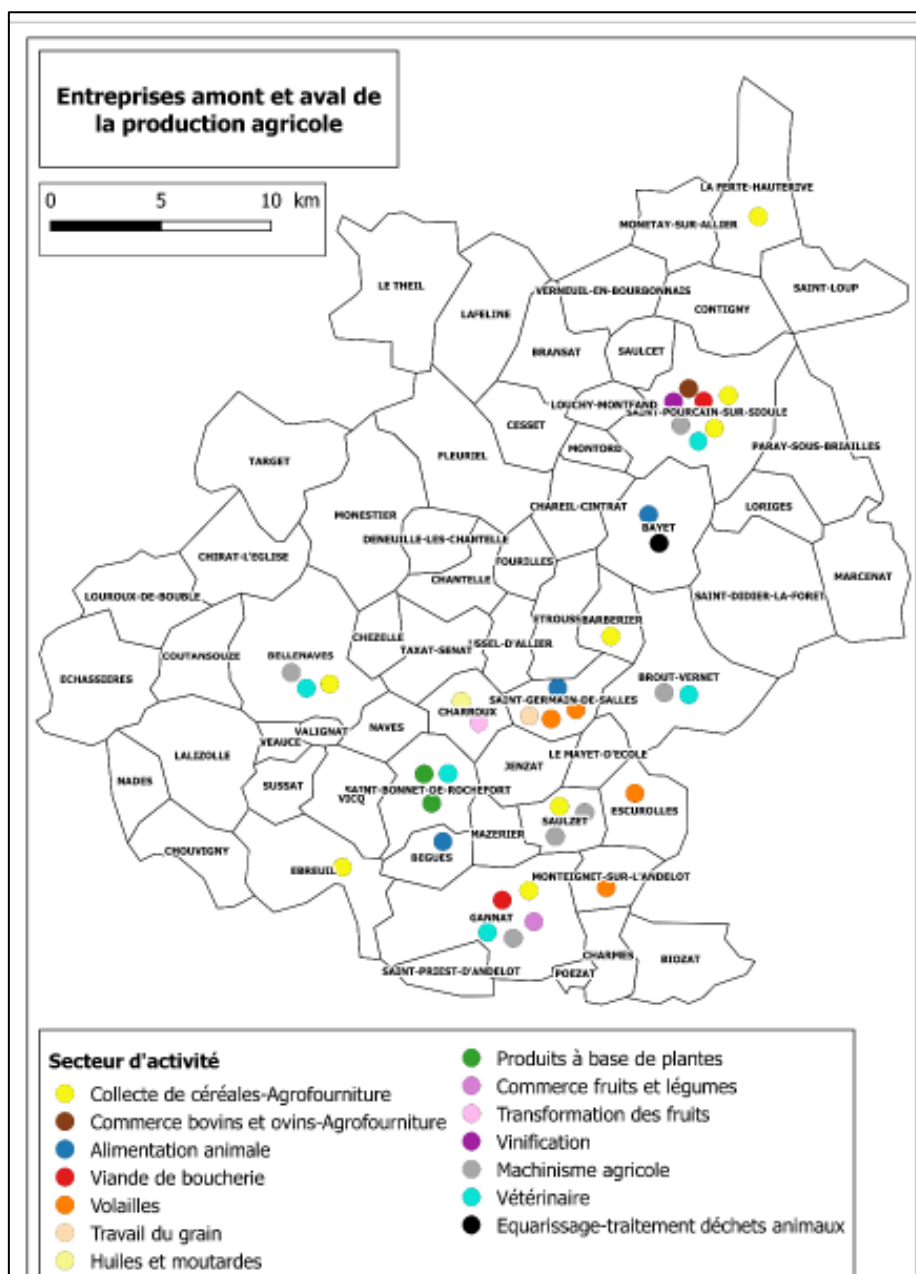 Entreprises amont et aval de
la production agricole
0 5 10 km
LA FERTE-HAUTERIVE
MONETAY-SUR-ALLIER
LE THEIL
SAINT-LOUP
VERNEUIL-EN-BOURBONNAIS
CONTIGNY
LAFELINE
BRANSAT
SAULCET
LOUCHY-MONTFAND
SAINT-POURCAIN-SUR-SIOULE
CESSET
MONTORD
PARAY-SOUS-BRIAILLES
TARGET
FLEURIEL
CHAREIL-CINTRAT
LORIGES
MONESTIER
BAYET
DENEUILLE-LES-CHANTELLE
CHIRAT-L'EGLISE
FOURILLES
MARCENAT
CHANTELLE
LOUROUX-DE-BOUBLE
SAINT-DIDIER-LA-FORET
ETROUSS
BARBERIER
CHEZELLE
TAXAT-SENAT
SSEL-D'ALLIER
COUTANSOUZE
BELLENAVES
ECHASSIERES
BROUT-VERNET
SAINT-GERMAIN-DE-SALLES
CHARROUX
NAVES
VALIGNAT
VEAUCE
LALIZOLLE
LE MAYET-D'ECOLE
JENZAT
NADES
SUSSAT
SAINT-BONNET-DE-ROCHEFORT
VICQ
ESCUROLLES
SAULZET
MAZERIER
CHOUVIGNY
BEGUES
EBREUIL
MONTEIGNET-SUR-L'ANDELOT
GANNAT
CHARMES
BIOZAT
SAINT-PRIEST-D'ANDELOT
POEZAT
Secteur d'activité
Collecte de céréales-Agrofourniture
Commerce bovins et ovins-Agrofourniture
Alimentation animale
Viande de boucherie
Volailles
Travail du grain
Huiles et moutardes
Produits à base de plantes
Commerce fruits et légumes
Transformation des fruits
Vinification
Machinisme agricole
Vétérinaire
Equarissage-traitement déchets animaux